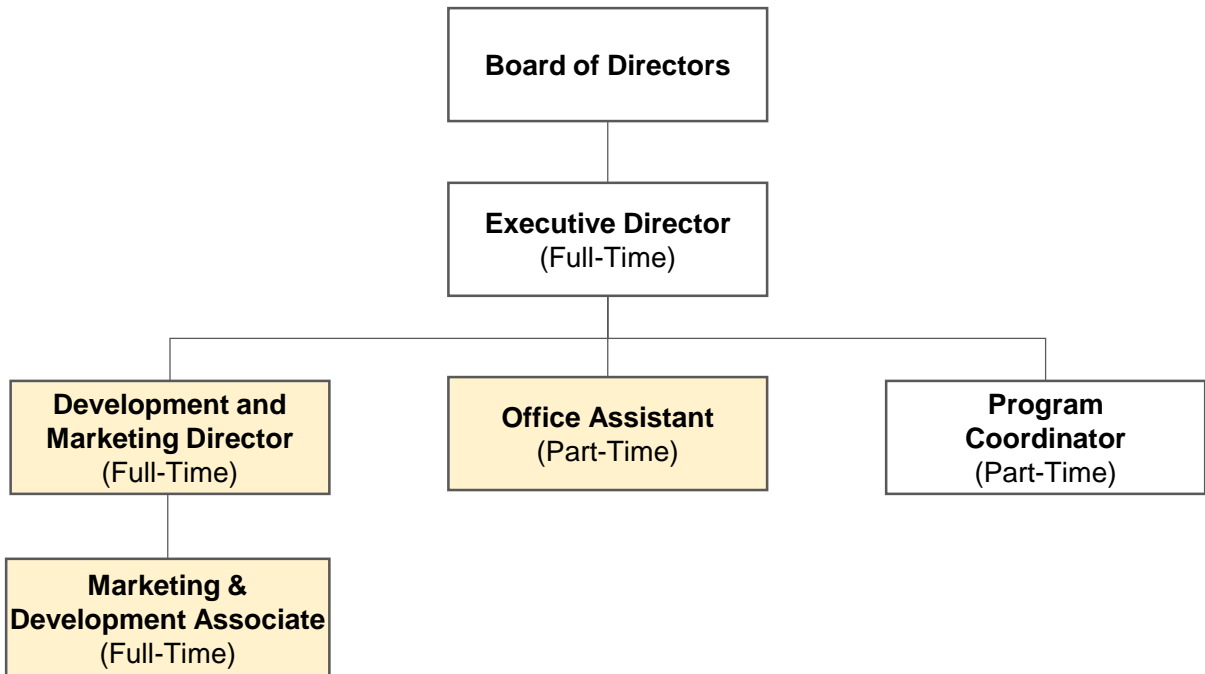 Board of Directors
Executive Director
(Full-Time)
Development and
Marketing Director
(Full-Time)
Office Assistant
(Part-Time)
Program
Coordinator
(Part-Time)
Marketing &
Development Associate
(Full-Time)